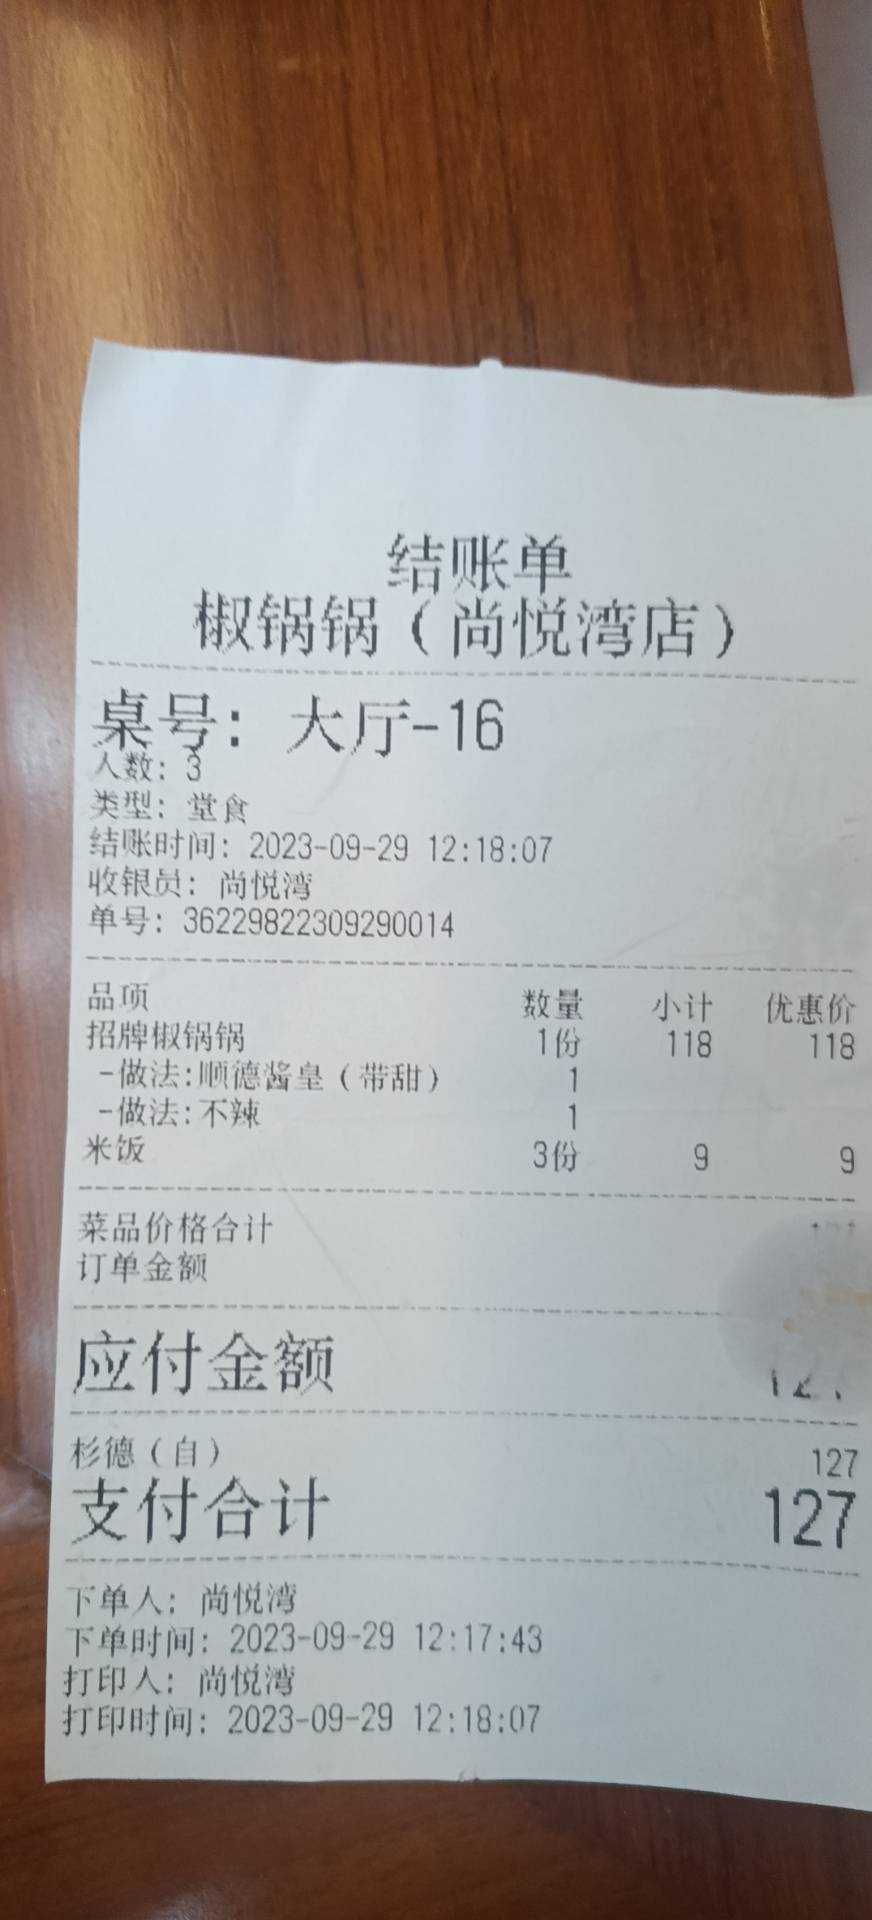 结账单
椒锅锅（尚悦湾店）
桌号: 大厅-16
人数: 3
类型: 堂食
结账时间: 2023-09-29 12:18:07
收银员: 尚悦湾
单号: 36229822309290014
品项 数量 小计 优惠价
招牌椒锅锅 1份 118 118
-做法:顺德酱皇（带甜） 1
-做法:不辣 1
米饭 3份 9 9
菜品价格合计
订单金额
应付金额
杉德（自） 127
支付合计 127
下单人: 尚悦湾
下单时间: 2023-09-29 12:17:43
打印人: 尚悦湾
打印时间: 2023-09-29 12:18:07